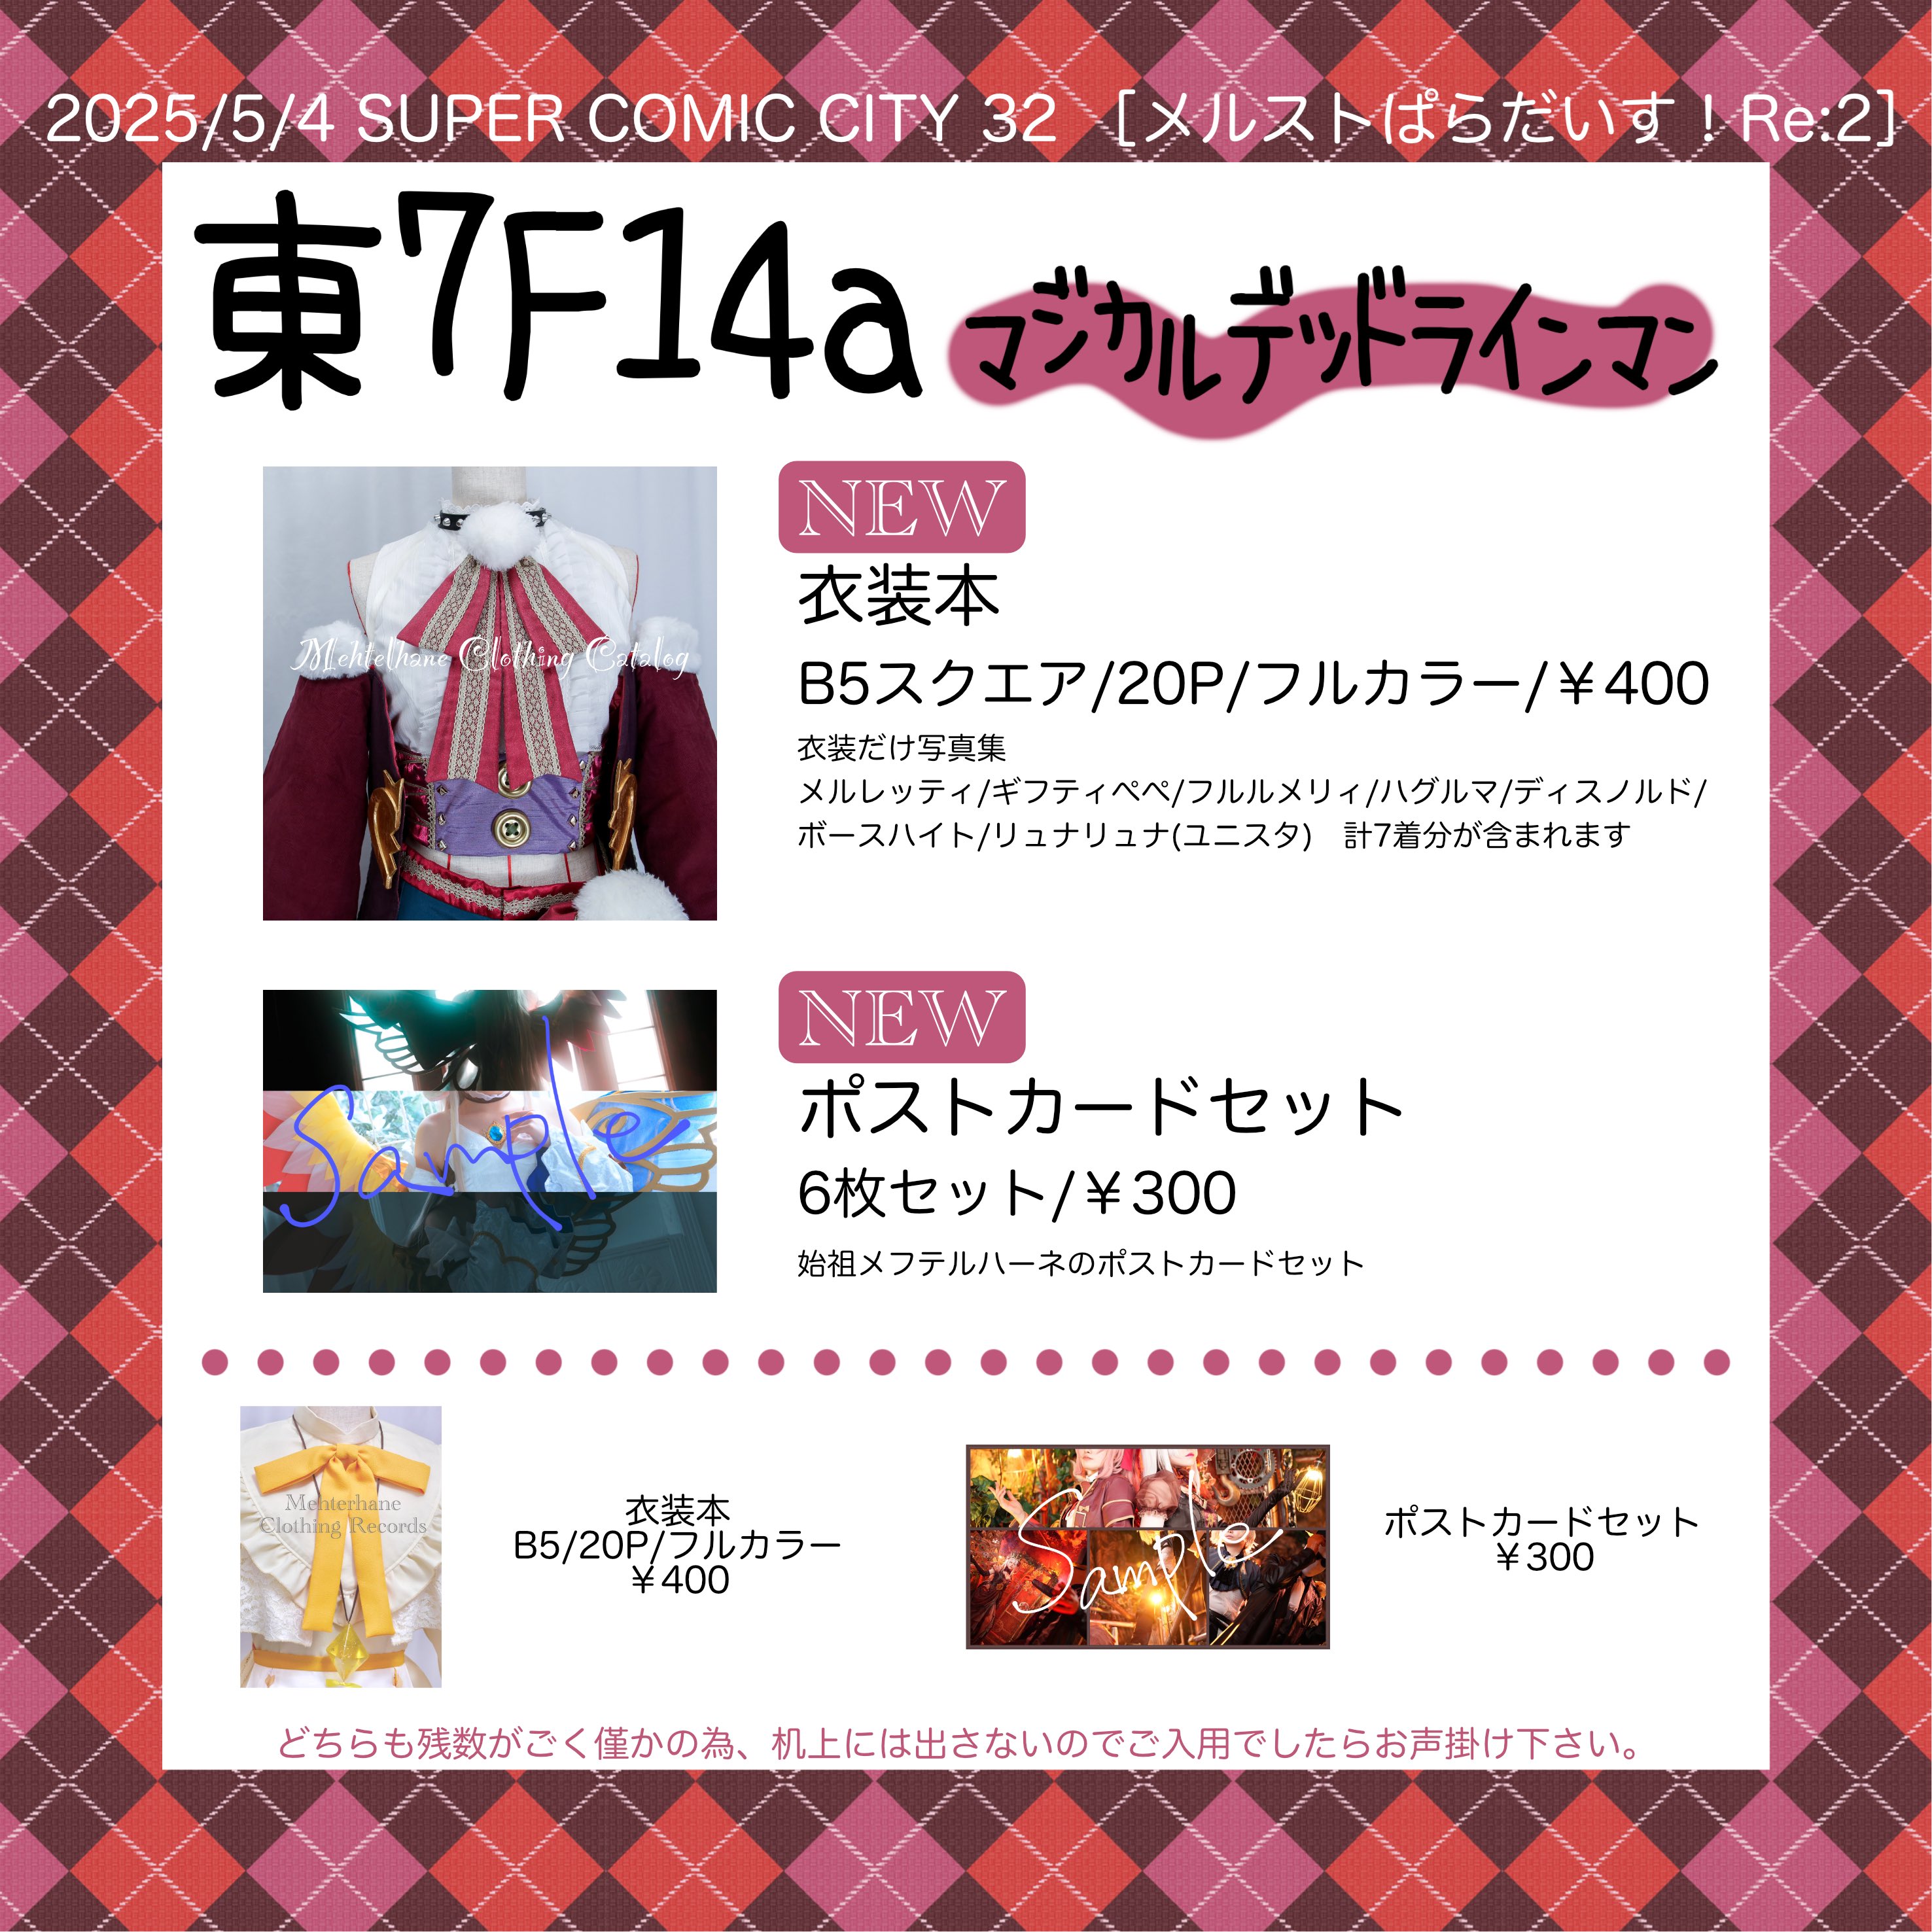 2025/5/4 SUPER COMIC CITY 32 [メルストぱらだいす！Re:2]
東7F14a マジカルデッドラインマン
Mehtelhane Clothing Catalog
NEW
衣装本
B5スクエア/20P/フルカラー/￥400
衣装だけ写真集
メルレッティ/ギフティペペ/フルルメリィ/ハグルマ/ディスノルド/
ボースハイト/リュナリュナ(ユニスタ)　計7着分が含まれます
Sample
NEW
ポストカードセット
6枚セット/￥300
始祖メフテルハーネのポストカードセット
Mehterhane
Clothing Records
衣装本
B5/20P/フルカラー
￥400
Sample
ポストカードセット
￥300
どちらも残数がごく僅かの為、机上には出さないのでご入用でしたらお声掛け下さい。